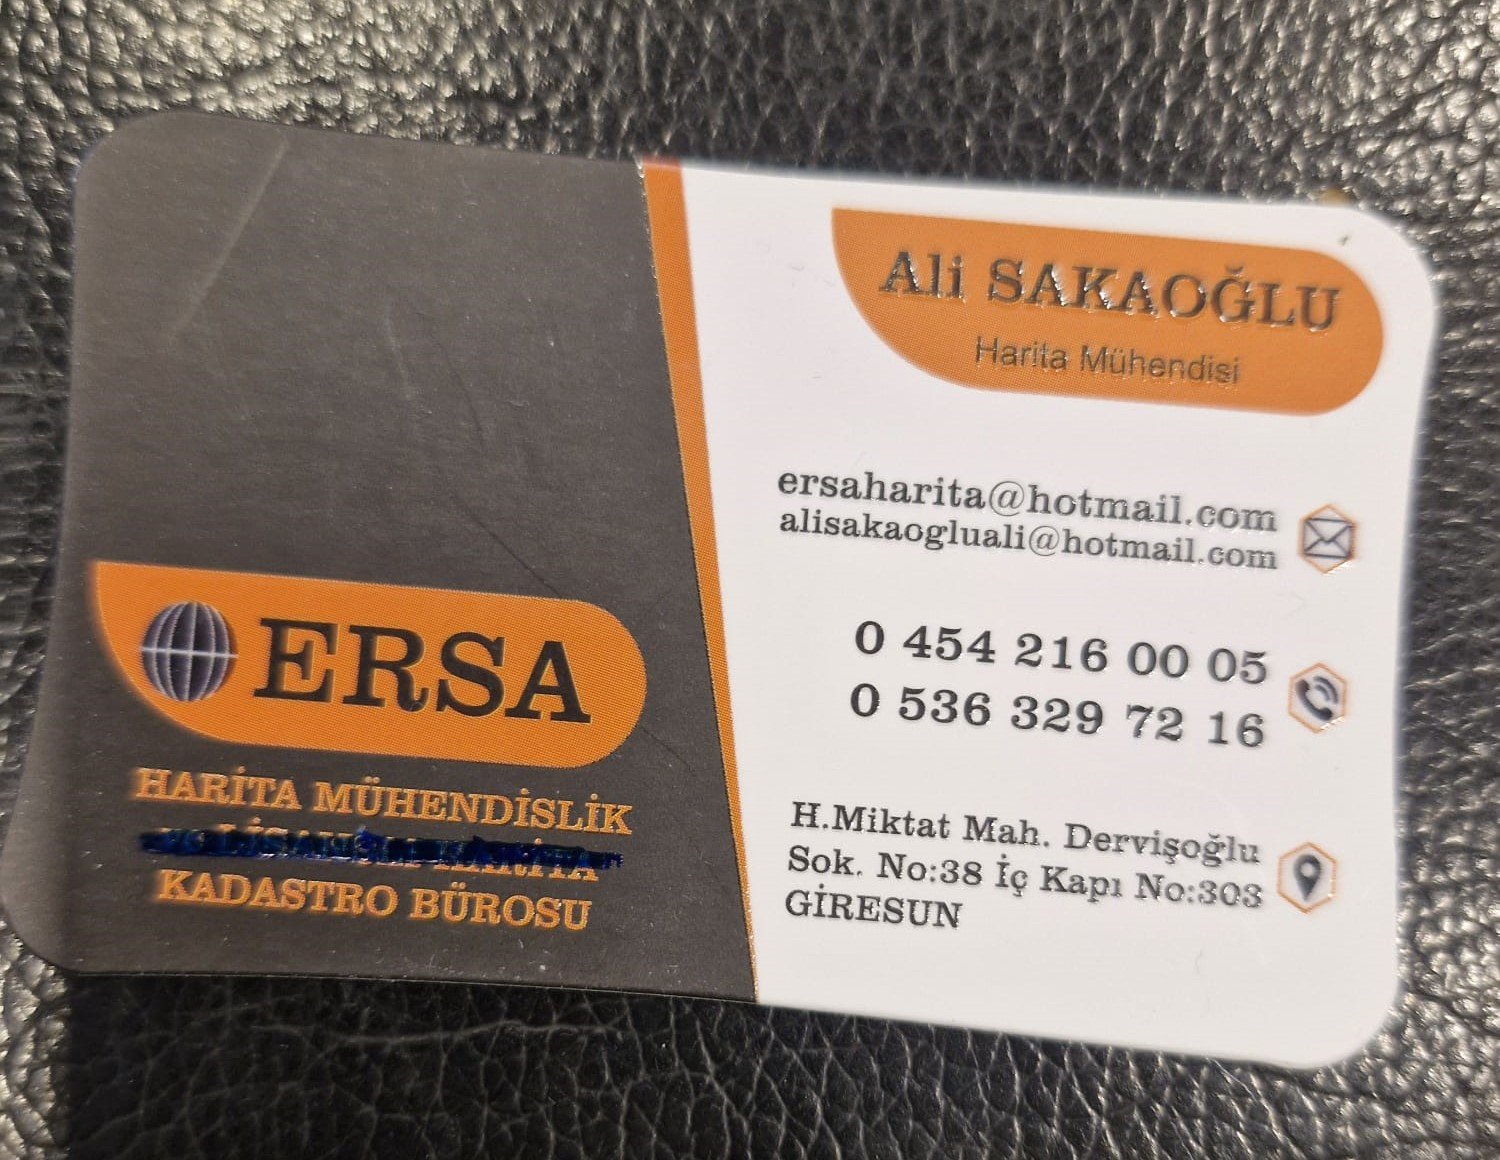 Ali SAKAOĞLU
Harita Mühendisi
ersaharita@hotmail.com
alisakaogluali@hotmail.com
0 454 216 00 05
0 536 329 72 16
H.Miktat Mah. Dervişoğlu
Sok. No:38 İç Kapı No:303
GİRESUN
ERSA
HARİTA MÜHENDİSLİK
HARİTA
KADASTRO BÜROSU